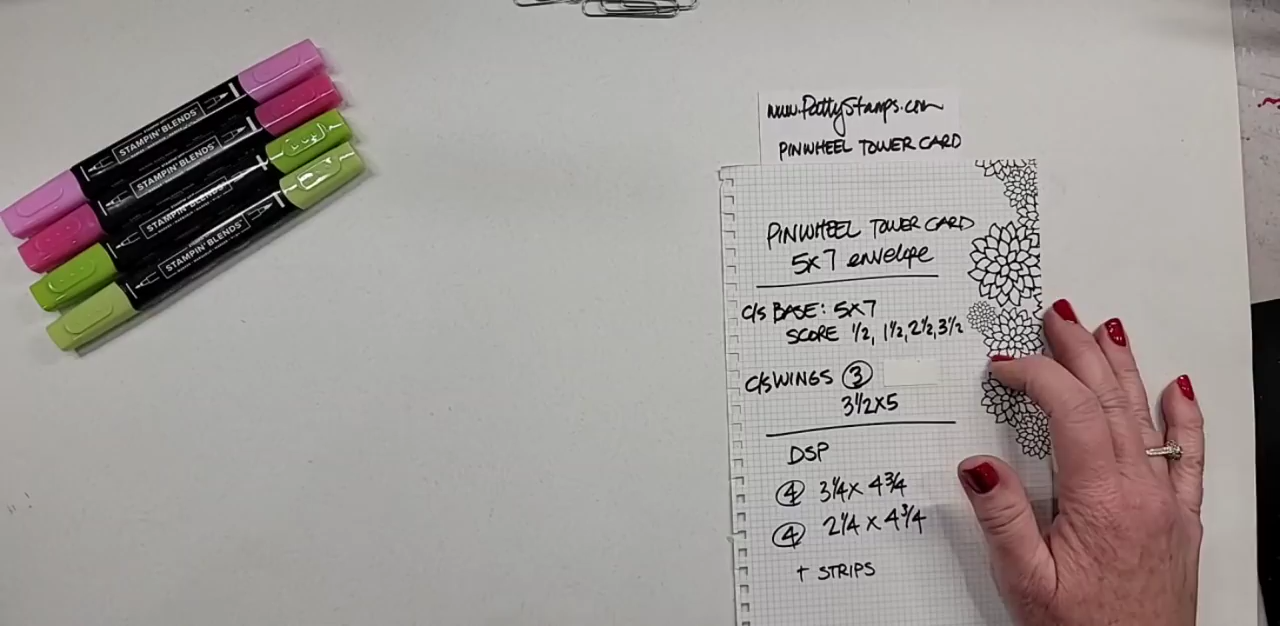 STAMPIN' BLENDS
STAMPIN' BLENDS
STAMPIN' BLENDS
STAMPIN' BLENDS
www.PattyStamps.com
PINWHEEL TOWER CARD
PINWHEEL TOWER CARD
5x7 envelope
C/S BASE: 5x7
SCORE 1/2, 1 1/2, 2 1/2, 3 1/2
C/S WINGS 3
3 1/2 x 5
DSP
4 3 1/4 x 4 3/4
4 2 1/4 x 4 3/4
+ STRIPS